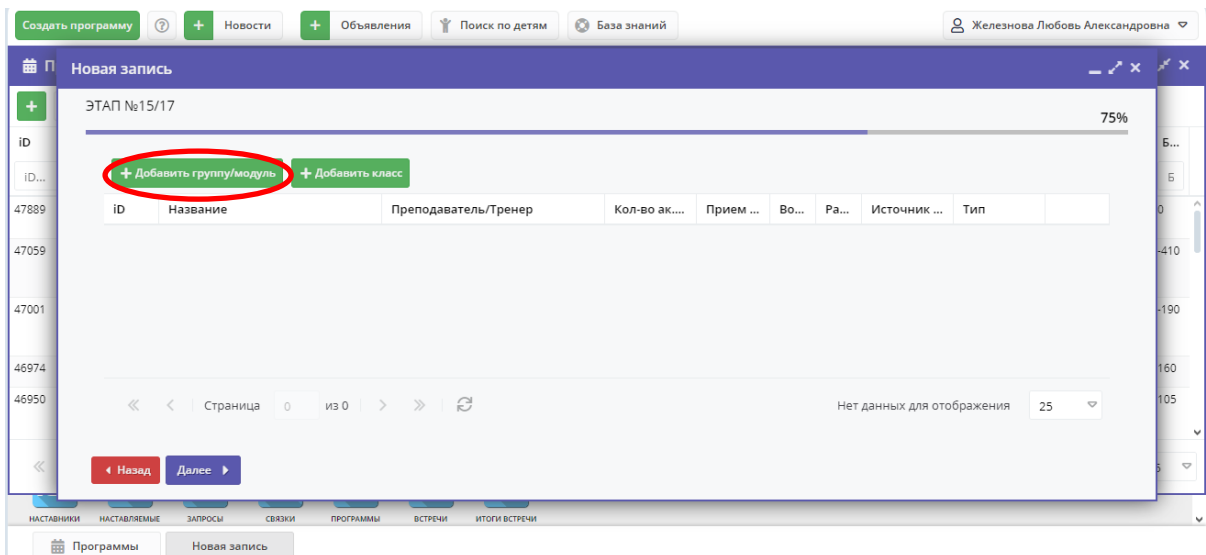 Создать программу ? + Новости + Объявления Поиск по детям База знаний Железнова Любовь Александровна
П Новая запись
+ ЭТАП №15/17 75%
iD Б...
iD... + Добавить группу/модуль + Добавить класс Б
47889 iD Название Преподаватель/Тренер Кол-во ак.... Прием ... Во... Ра... Источник ... Тип 0
47059 -410
47001 -190
46974 160
46950 105
Страница 0 из 0 Нет данных для отображения 25
Назад Далее
НАСТАВНИКИ НАСТАВЛЯЕМЫЕ ЗАПРОСЫ СВЯЗКИ ПРОГРАММЫ ВСТРЕЧИ ИТОГИ ВСТРЕЧИ
Программы Новая запись